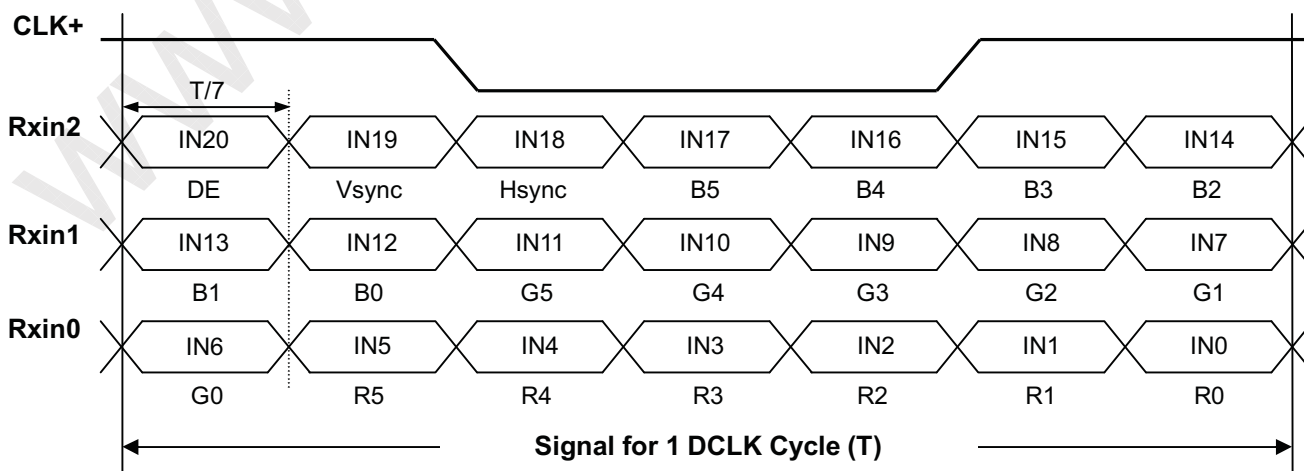 CLK+
T/7
Rxin2 IN20 IN19 IN18 IN17 IN16 IN15 IN14
DE Vsync Hsync B5 B4 B3 B2
Rxin1 IN13 IN12 IN11 IN10 IN9 IN8 IN7
B1 B0 G5 G4 G3 G2 G1
Rxin0 IN6 IN5 IN4 IN3 IN2 IN1 IN0
G0 R5 R4 R3 R2 R1 R0
Signal for 1 DCLK Cycle (T)